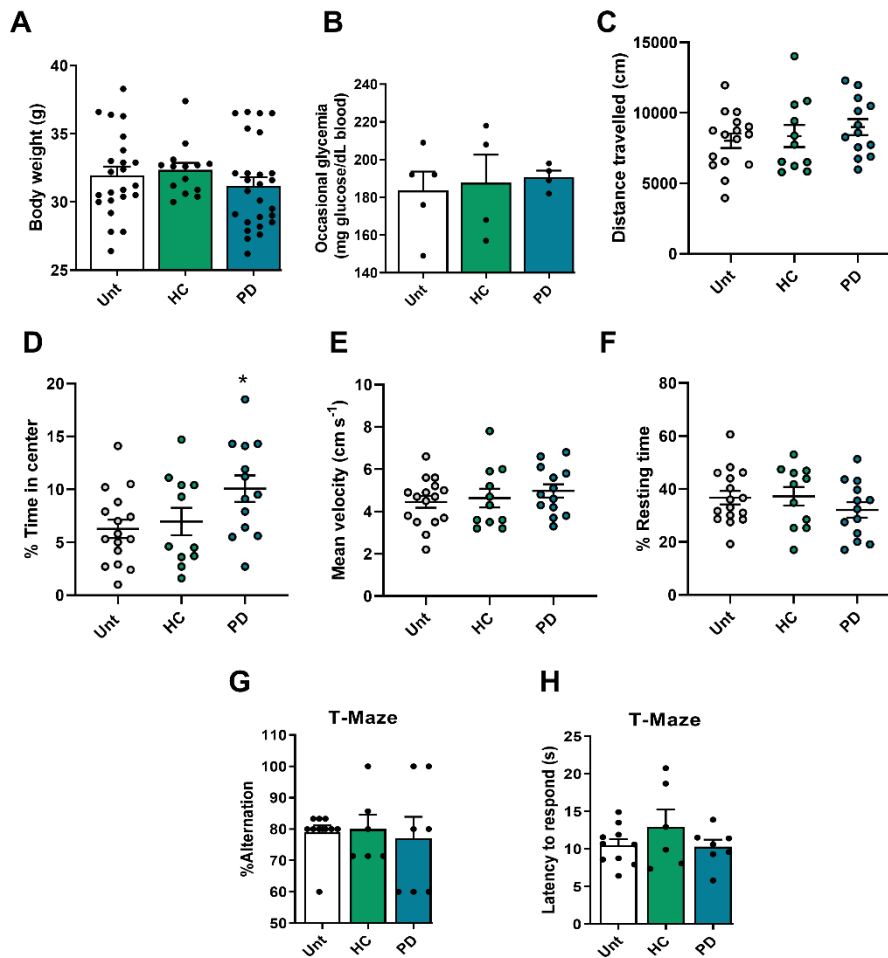 A
Body weight (g)
35
30
25
Unt
HC
PD
B
Occasional glycemia
(mg glucose/dL blood)
240
220
200
180
160
140
Unt
HC
PD
C
Distance travelled (cm)
15000
10000
5000
0
Unt
HC
PD
D
% Time in center
20
15
10
5
0
*
Unt
HC
PD
E
Mean velocity (cm s⁻¹)
10
8
6
4
2
0
Unt
HC
PD
F
% Resting time
80
60
40
20
0
Unt
HC
PD
G
T-Maze
%Alternation
110
100
90
80
70
60
50
Unt
HC
PD
H
T-Maze
Latency to respond (s)
25
20
15
10
5
0
Unt
HC
PD